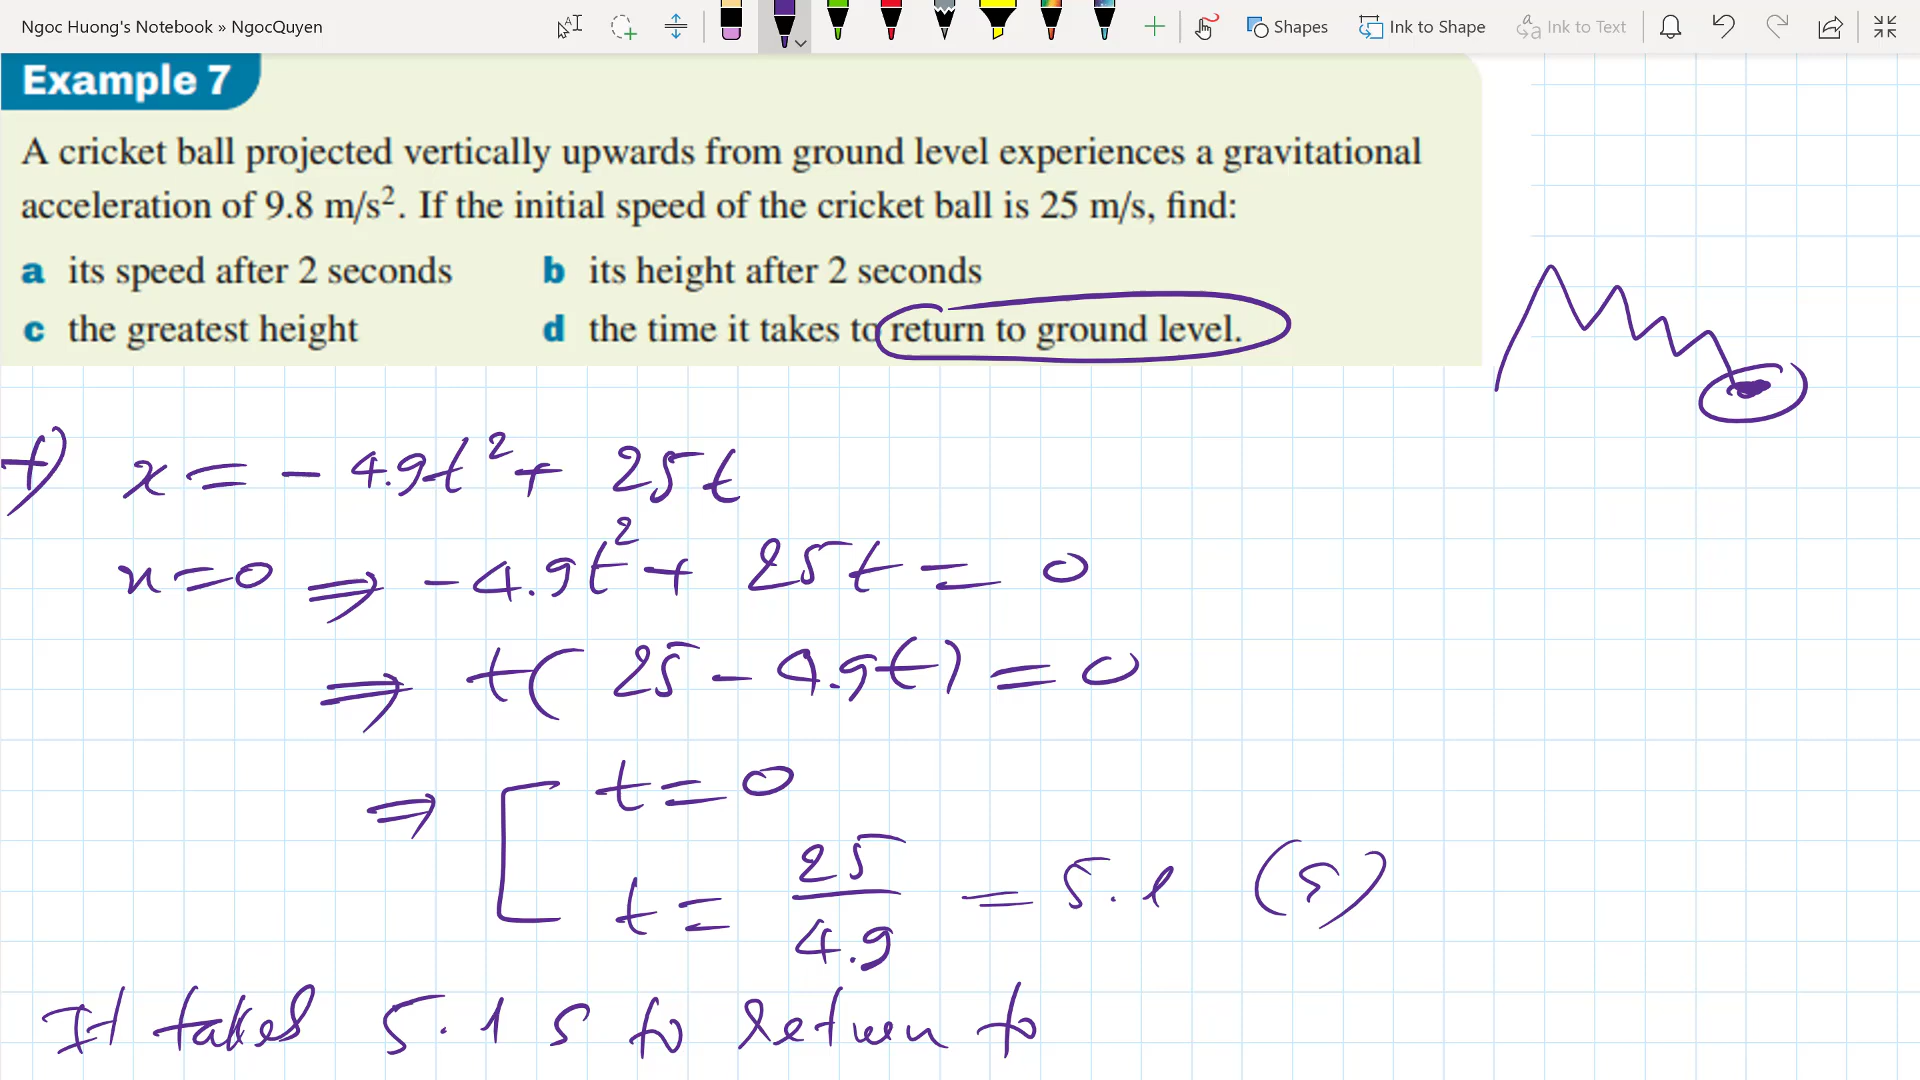 Ngoc Huong's Notebook » NgocQuyen
Shapes
Ink to Shape
Ink to Text
Example 7
A cricket ball projected vertically upwards from ground level experiences a gravitational
acceleration of 9.8 m/s². If the initial speed of the cricket ball is 25 m/s, find:
a its speed after 2 seconds
b its height after 2 seconds
c the greatest height
d the time it takes to return to ground level.
x = - 4.9t² + 25t
x=0 ⇒ -4.9t² + 25t = 0
⇒ t( 25 - 4.9t) = 0
⇒ [ t=0
t = 25/4.9 = 5.1 (s)
It takes 5.1 s to return to